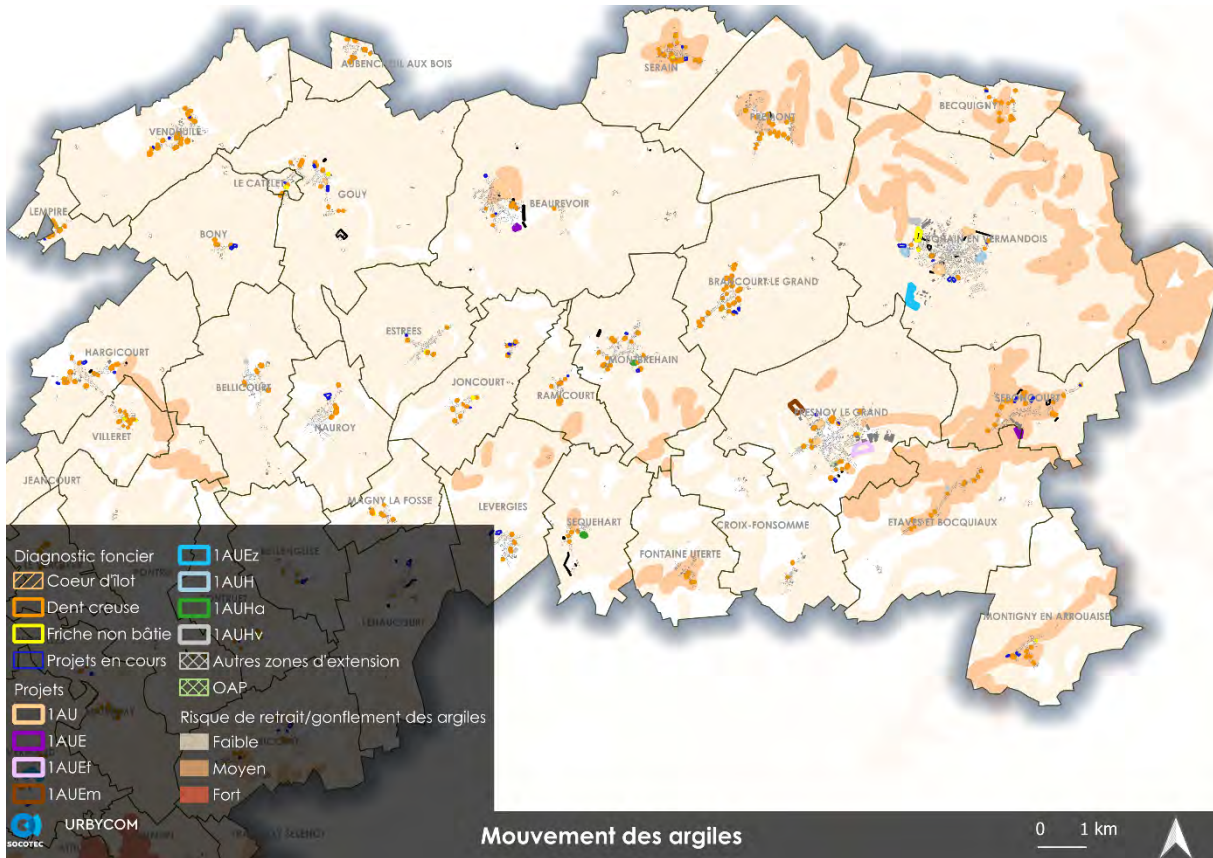 AUBENCHEUL AUX BOIS
SERAIN
BECQUIGNY
PREMONT
VENDHUILE
LE CATELET
GOUY
BEAUREVOIR
LEMPIRE
BONY
BOHAIN EN VERMANDOIS
BRANCOURT LE GRAND
ESTREES
HARGICOURT
MONTBREHAIN
BELLICOURT
JONCOURT
RAMICOURT
SEBONCOURT
NAUROY
FRESNOY LE GRAND
VILLERET
JEANCOURT
MAGNY LA FOSSE
LEVERGIES
SEQUEHART
CROIX-FONSOMME
ETAVES ET BOCQUIAUX
FONTAINE UTERTE
MONTIGNY EN ARROUAISE
BELLENGLISE
LEHAUCOURT
Diagnostic foncier
Coeur d'îlot
Dent creuse
Friche non bâtie
Projets en cours
Projets
1AU
1AUE
1AUEf
1AUEm
1AUEz
1AUH
1AUHa
1AUHv
Autres zones d'extension
OAP
Risque de retrait/gonflement des argiles
Faible
Moyen
Fort
SOCOTEC
URBYCOM
Mouvement des argiles
0 1 km